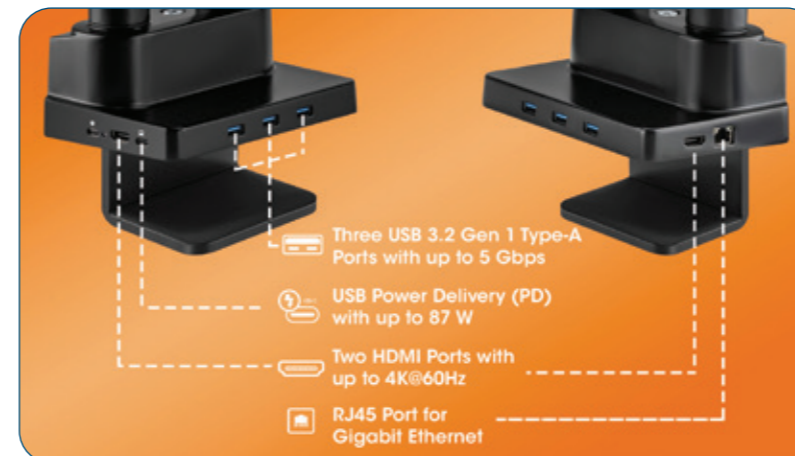 Three USB 3.2 Gen 1 Type-A
Ports with up to 5 Gbps
USB Power Delivery (PD)
with up to 87 W
Two HDMI Ports with
up to 4K@60Hz
RJ45 Port for
Gigabit Ethernet